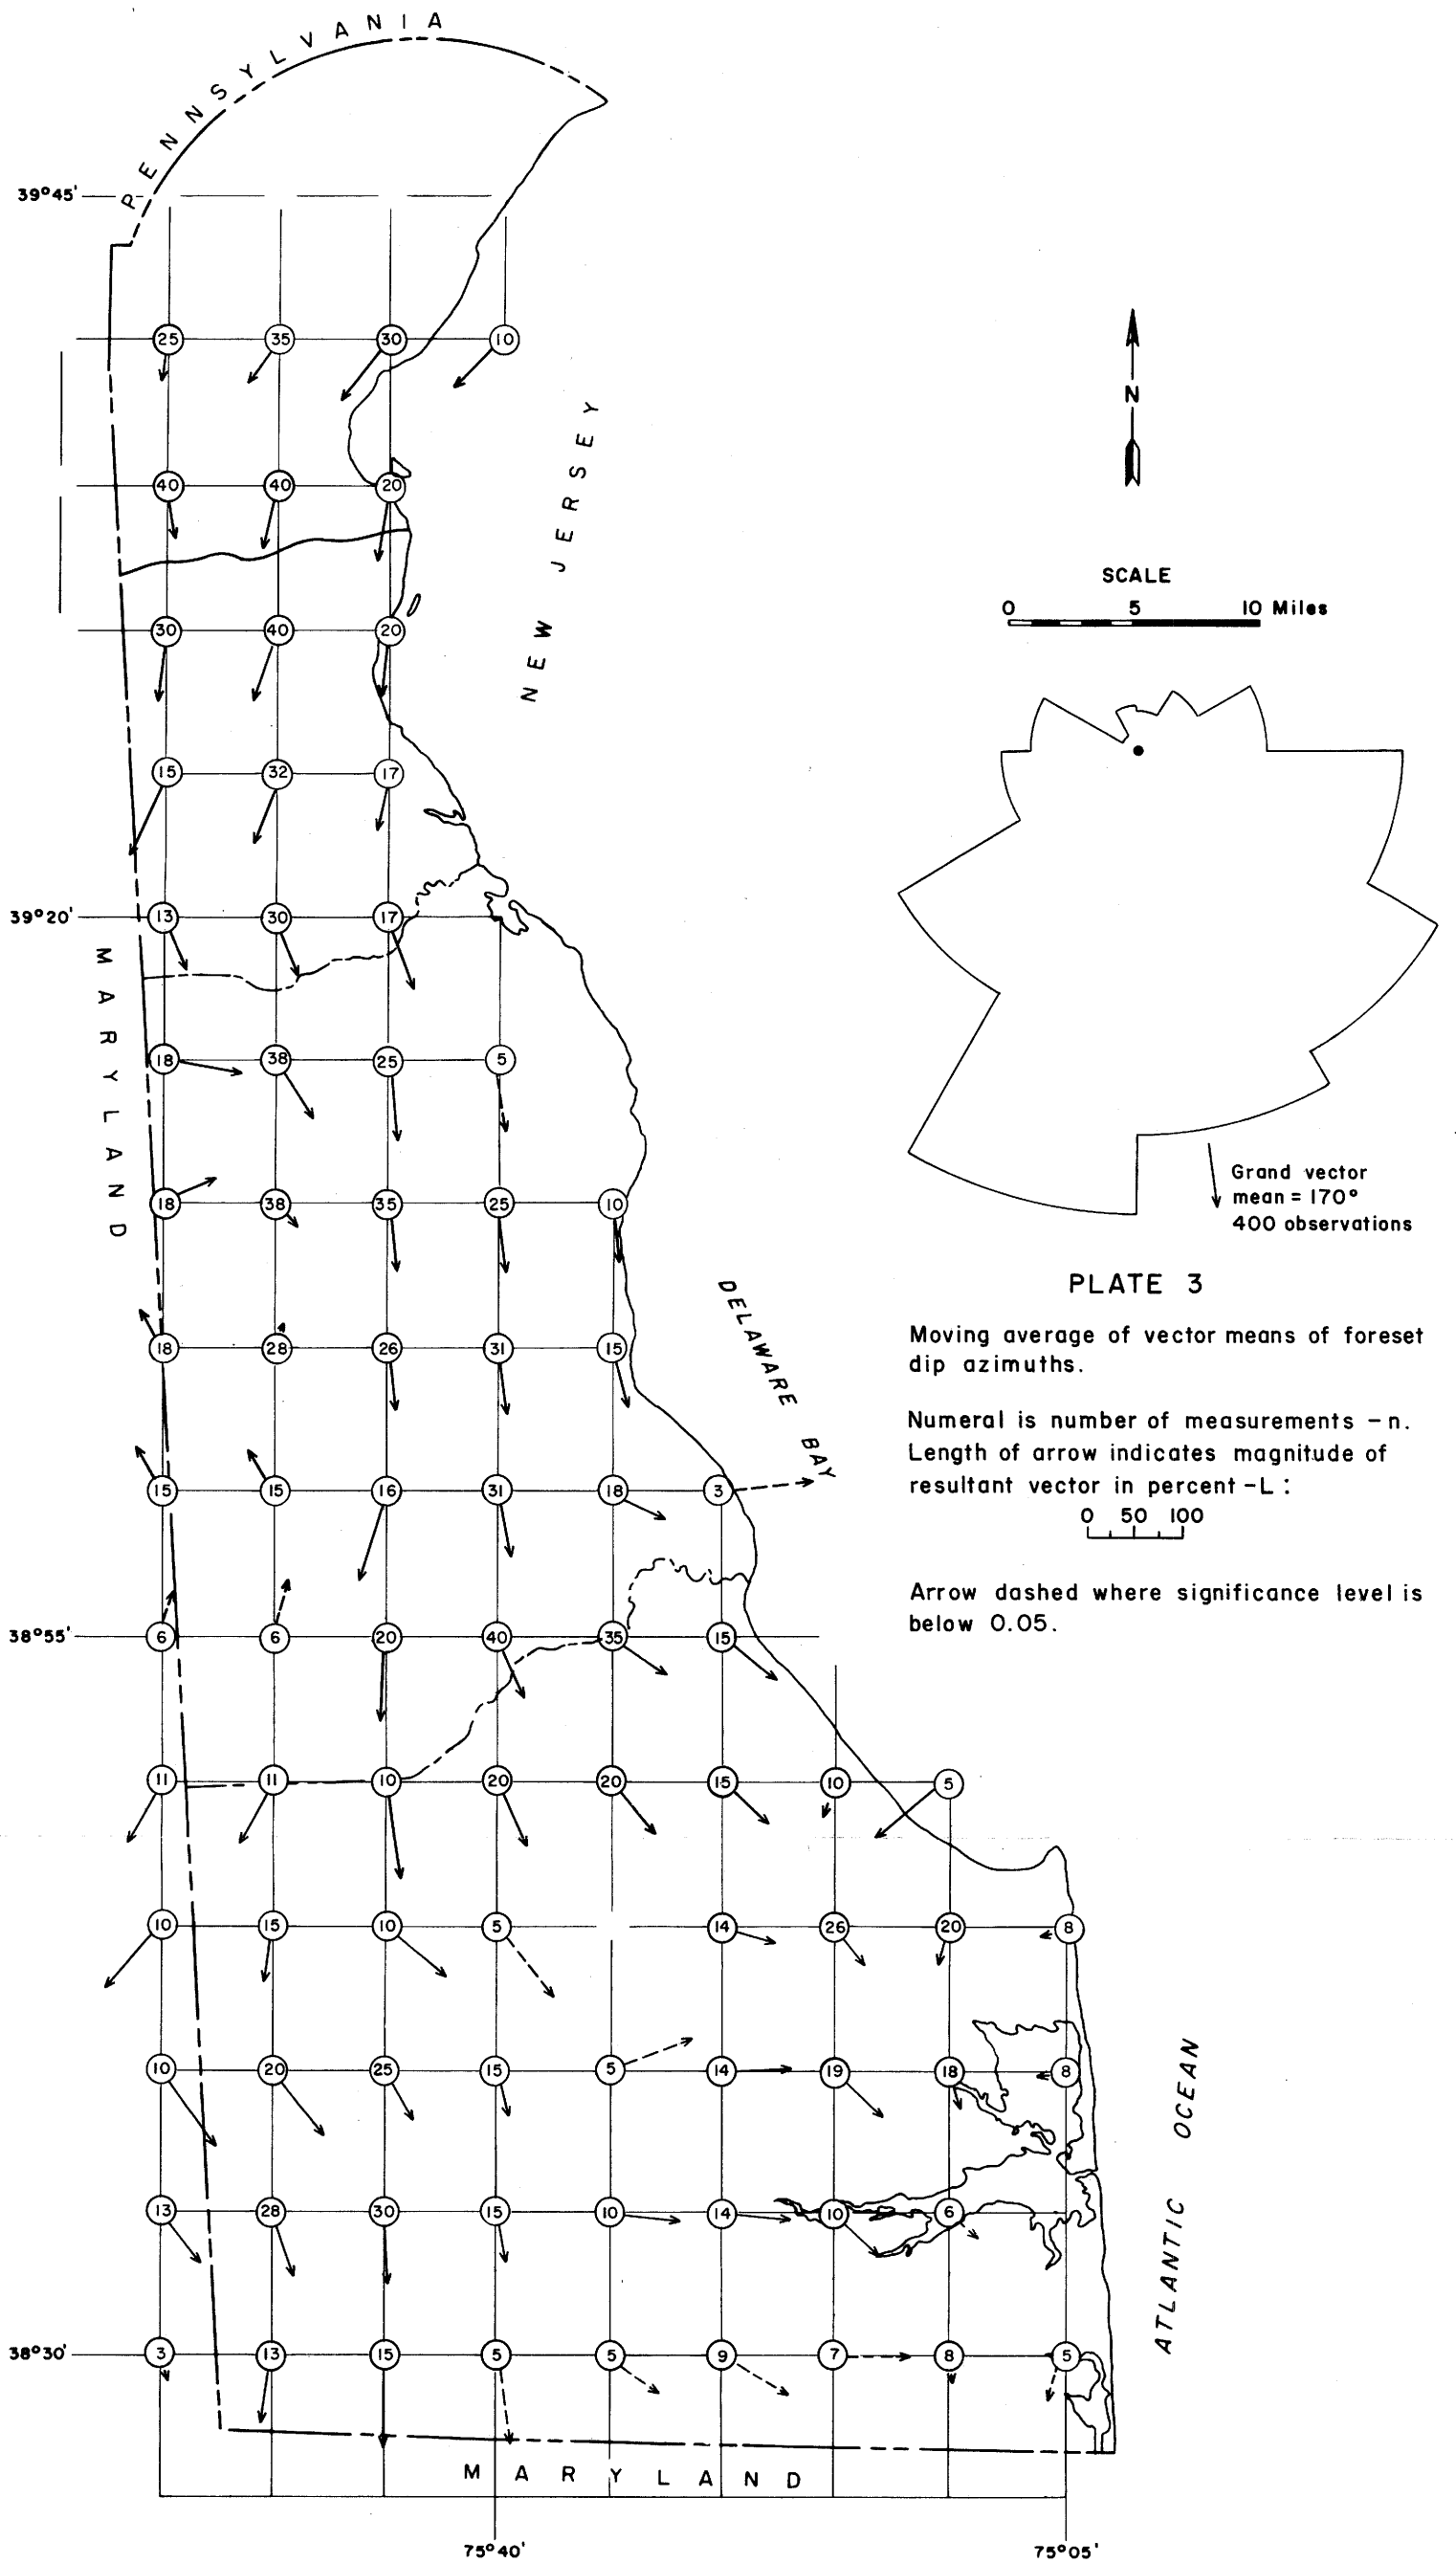 PENNSYLVANIA
39°45'
25 35 30 10
N
40 40 20
NEW JERSEY
SCALE
0 5 10 Miles
30 40 20
15 32 17
39°20'
13 30 17
MARYLAND
18 38 25 5
Grand vector
mean = 170°
400 observations
18 38 35 25 10
PLATE 3
DELAWARE BAY
Moving average of vector means of foreset
dip azimuths.
18 28 26 31 15
Numeral is number of measurements – n.
Length of arrow indicates magnitude of
resultant vector in percent – L :
0 50 100
15 15 16 31 18 3
Arrow dashed where significance level is
below 0.05.
38°55'
6 6 20 40 35 15
11 11 10 20 20 15 10 5
10 15 10 5 14 26 20 8
10 20 25 15 5 14 19 18 8
ATLANTIC OCEAN
13 28 30 15 10 14 10 6
38°30'
3 13 15 5 5 9 7 8 5
MARYLAND
75°40'
75°05'